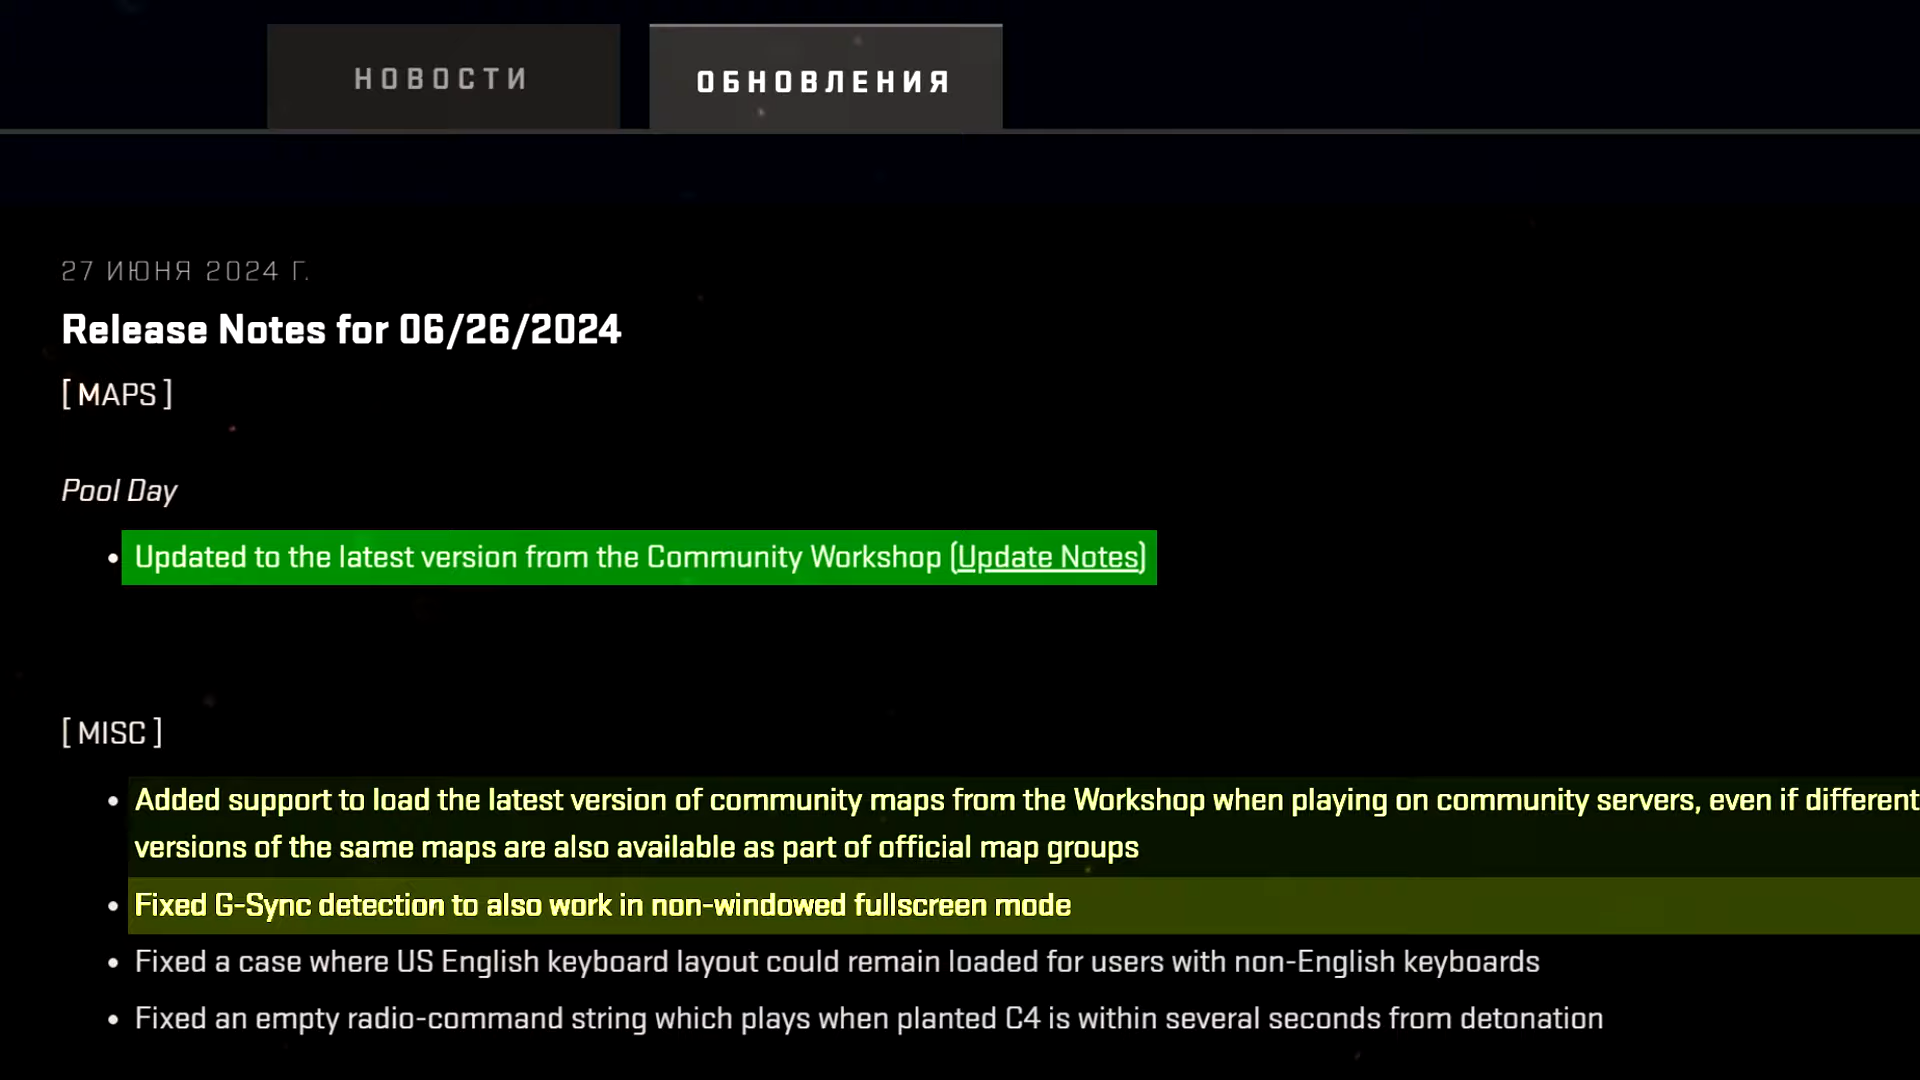 НОВОСТИ
ОБНОВЛЕНИЯ
27 ИЮНЯ 2024 Г.
Release Notes for 06/26/2024
[ MAPS ]
Pool Day
• Updated to the latest version from the Community Workshop (Update Notes)
[ MISC ]
• Added support to load the latest version of community maps from the Workshop when playing on community servers, even if different
versions of the same maps are also available as part of official map groups
• Fixed G-Sync detection to also work in non-windowed fullscreen mode
• Fixed a case where US English keyboard layout could remain loaded for users with non-English keyboards
• Fixed an empty radio-command string which plays when planted C4 is within several seconds from detonation